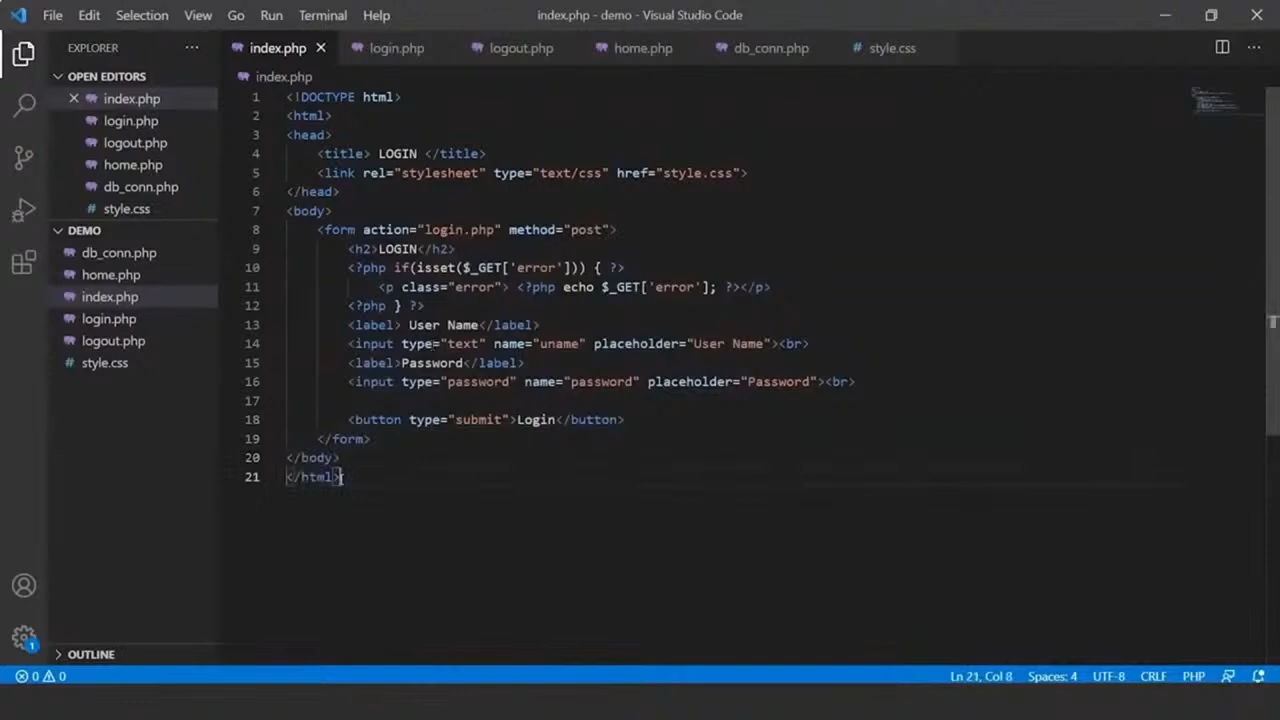 File Edit Selection View Go Run Terminal Help index.php - demo - Visual Studio Code
EXPLORER
index.php login.php logout.php home.php db_conn.php # style.css
OPEN EDITORS
index.php
login.php
logout.php
home.php
db_conn.php
# style.css
DEMO
db_conn.php
home.php
index.php
login.php
logout.php
# style.css
OUTLINE
index.php
1 <!DOCTYPE html>
2 <html>
3 <head>
4 <title> LOGIN </title>
5 <link rel="stylesheet" type="text/css" href="style.css">
6 </head>
7 <body>
8 <form action="login.php" method="post">
9 <h2>LOGIN</h2>
10 <?php if(isset($_GET['error'])) { ?>
11 <p class="error"> <?php echo $_GET['error']; ?></p>
12 <?php } ?>
13 <label> User Name</label>
14 <input type="text" name="uname" placeholder="User Name"><br>
15 <label>Password</label>
16 <input type="password" name="password" placeholder="Password"><br>
17
18 <button type="submit">Login</button>
19 </form>
20 </body>
21 </html>
1
0 0 Ln 21, Col 8 Spaces: 4 UTF-8 CRLF PHP